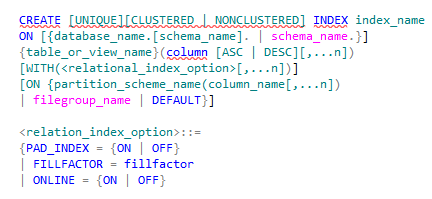 CREATE [UNIQUE][CLUSTERED | NONCLUSTERED] INDEX index_name
ON [{database_name.[schema_name]. | schema_name.}]
{table_or_view_name}(column [ASC | DESC][,...n])
[WITH(<relational_index_option>[,...n])]
[ON {partition_scheme_name(column_name[,...n])
| filegroup_name | DEFAULT}]

<relation_index_option>::=
{PAD_INDEX = {ON | OFF}
| FILLFACTOR = fillfactor
| ONLINE = {ON | OFF}